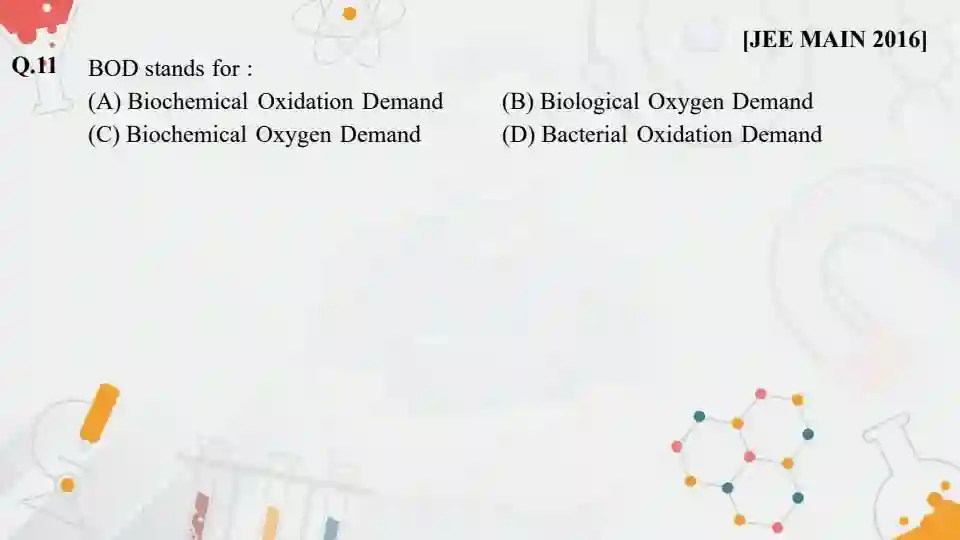 [JEE MAIN 2016]
Q.11 BOD stands for :
(A) Biochemical Oxidation Demand (B) Biological Oxygen Demand
(C) Biochemical Oxygen Demand (D) Bacterial Oxidation Demand